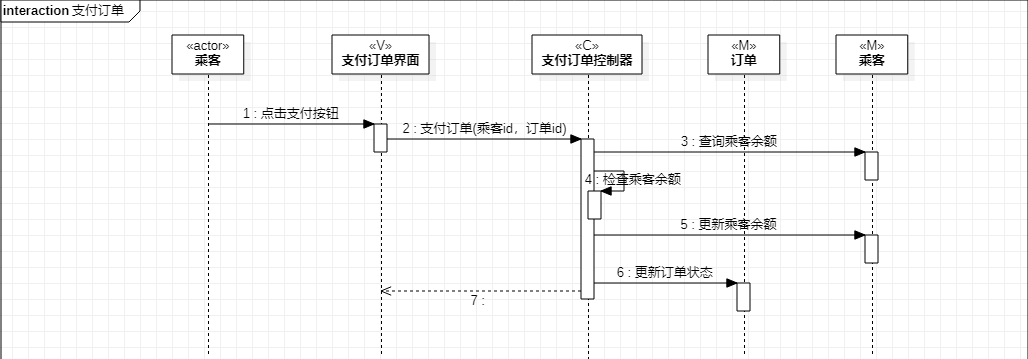 interaction 支付订单
«actor»
乘客
«V»
支付订单界面
«C»
支付订单控制器
«M»
订单
«M»
乘客
1 : 点击支付按钮
2 : 支付订单(乘客id，订单id)
3 : 查询乘客余额
4 : 检查乘客余额
5 : 更新乘客余额
6 : 更新订单状态
7 :